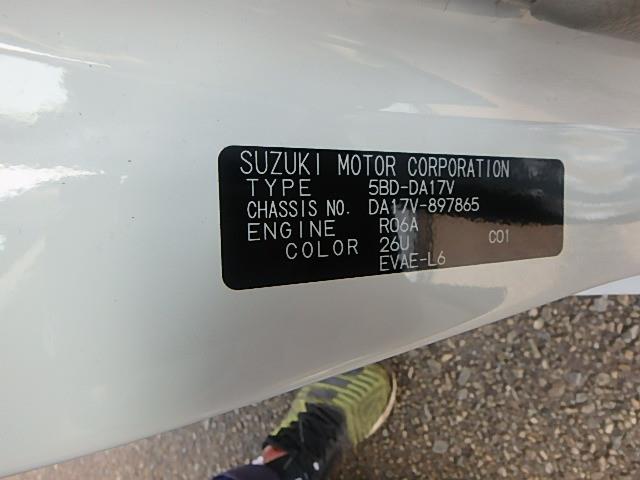 SUZUKI MOTOR CORPORATION
TYPE 5BD-DA17V
CHASSIS NO. DA17V-897865
ENGINE R06A
COLOR 26U C01
EVAE-L6